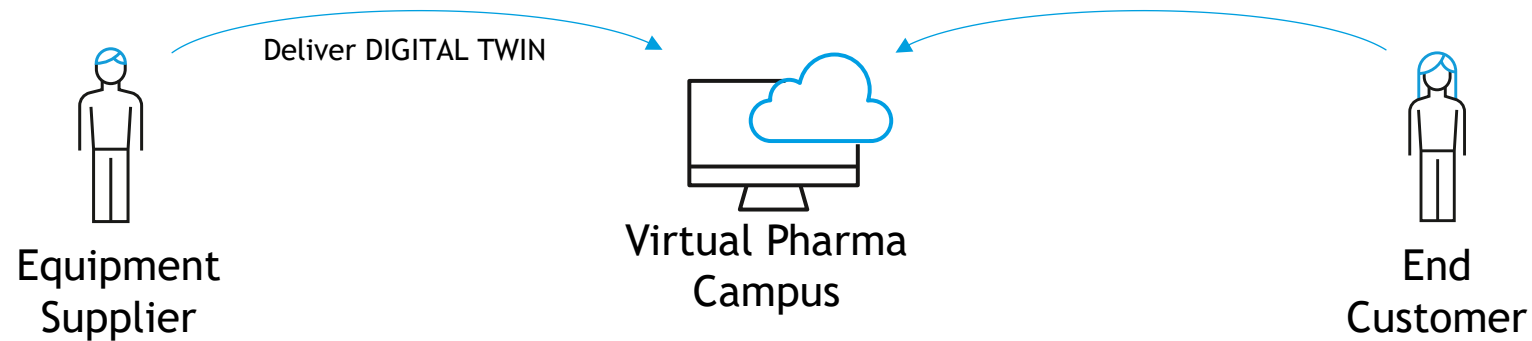 Deliver DIGITAL TWIN
Equipment
Supplier
Virtual Pharma
Campus
End
Customer